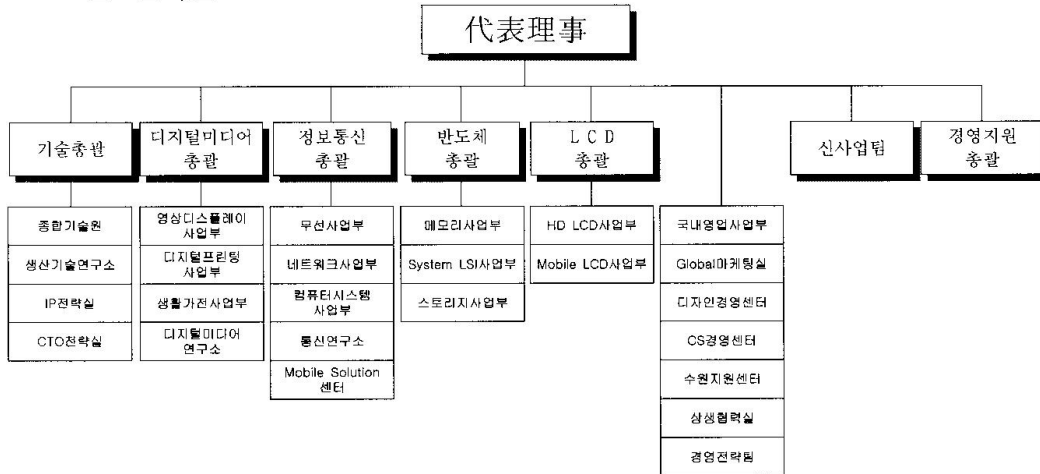 代表理事
기술총괄
디지털미디어
총괄
정보통신
총괄
반도체
총괄
L C D
총괄
신사업팀
경영지원
총괄
종합기술원
생산기술연구소
IP전략실
CTO전략실
영상디스플레이
사업부
디지털프린팅
사업부
생활가전사업부
디지털미디어
연구소
무선사업부
네트워크사업부
컴퓨터시스템
사업부
통신연구소
Mobile Solution
센터
메모리사업부
System LSI사업부
스토리지사업부
HD LCD사업부
Mobile LCD사업부
국내영업사업부
Global마케팅실
디자인경영센터
CS경영센터
수원지원센터
상생협력실
경영전략팀